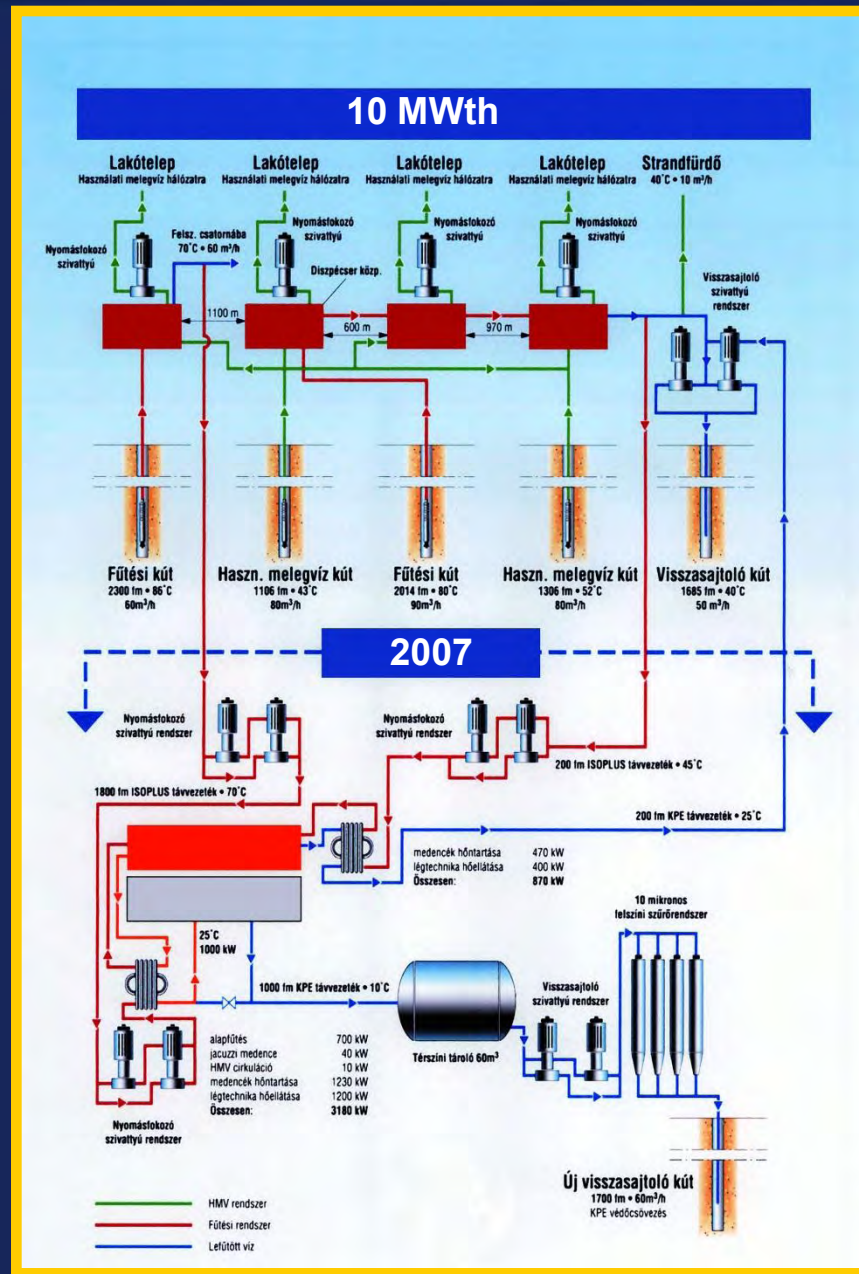 10 MWth
Lakótelep
Használati melegvíz hálózatra
Lakótelep
Használati melegvíz hálózatra
Lakótelep
Használati melegvíz hálózatra
Lakótelep
Használati melegvíz hálózatra
Strandfürdő
40°C • 10 m³/h
Nyomásfokozó
szivattyú
Felsz. csatornába
70°C • 60 m³/h
Nyomásfokozó
szivattyú
Nyomásfokozó
szivattyú
Nyomásfokozó
szivattyú
Diszpécser közp.
Visszasajtoló
szivattyú
rendszer
1100 m
600 m
970 m
Fűtési kút
2300 fm • 86°C
60m³/h
Haszn. melegvíz kút
1106 fm • 43°C
80m³/h
Fűtési kút
2014 fm • 80°C
90m³/h
Haszn. melegvíz kút
1306 fm • 52°C
80m³/h
Visszasajtoló kút
1685 fm • 40°C
50 m³/h
2007
Nyomásfokozó
szivattyú rendszer
Nyomásfokozó
szivattyú rendszer
200 fm ISOPLUS távvezeték • 45°C
1800 fm ISOPLUS távvezeték • 70°C
200 fm KPE távvezeték • 25°C
medencék hőntartása 470 kW
légtechnika hőellátása 400 kW
Összesen: 870 kW
10 mikronos
felszíni szűrőrendszer
25°C
1000 kW
1000 fm KPE távvezeték • 10°C
Visszasajtoló
szivattyú rendszer
Térszíni tároló 60m³
alapfűtés 700 kW
jacuzzi medence 40 kW
HMV cirkuláció 10 kW
medencék hőntartása 1230 kW
légtechnika hőellátása 1200 kW
Összesen: 3180 kW
Nyomásfokozó
szivattyú rendszer
Új visszasajtoló kút
1700 fm • 60m³/h
KPE védőcsövezés
HMV rendszer
Fűtési rendszer
Lefűtött víz